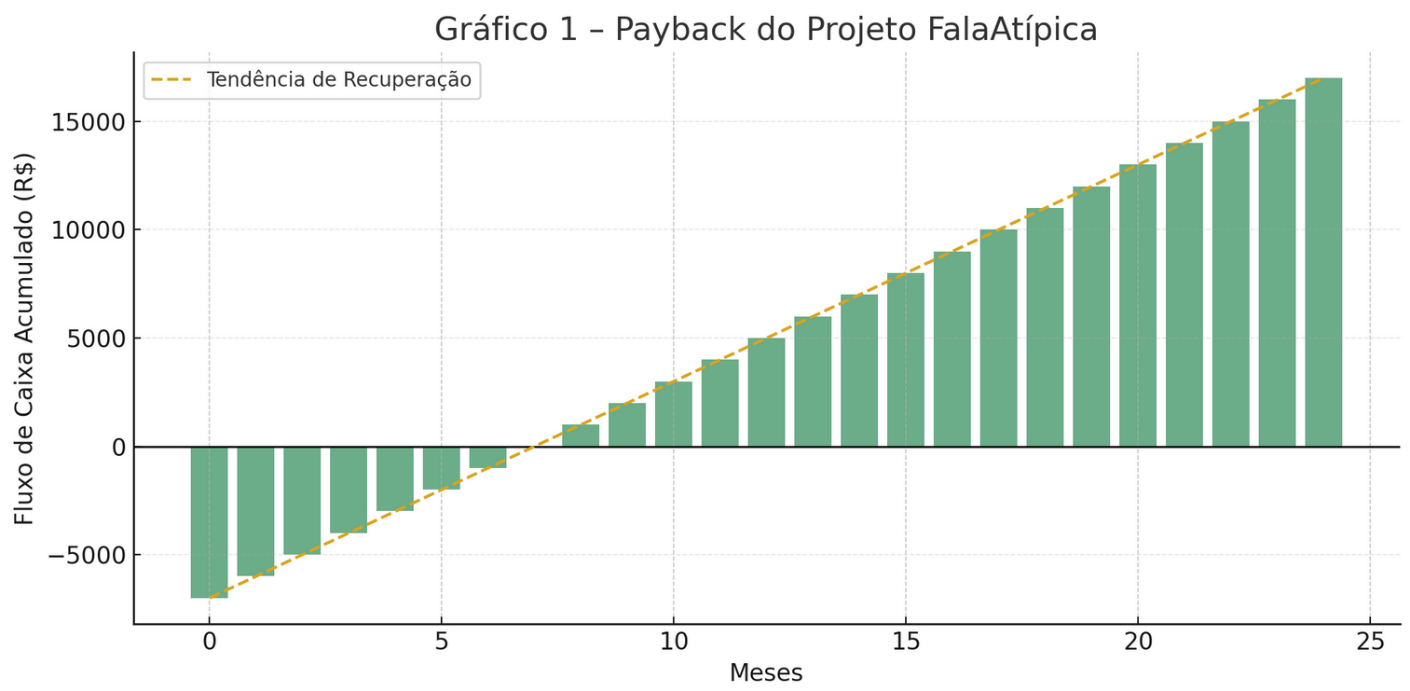 Gráfico 1 – Payback do Projeto FalaAtípica
Tendência de Recuperação
Fluxo de Caixa Acumulado (R$)
15000
10000
5000
0
−5000
0 5 10 15 20 25
Meses